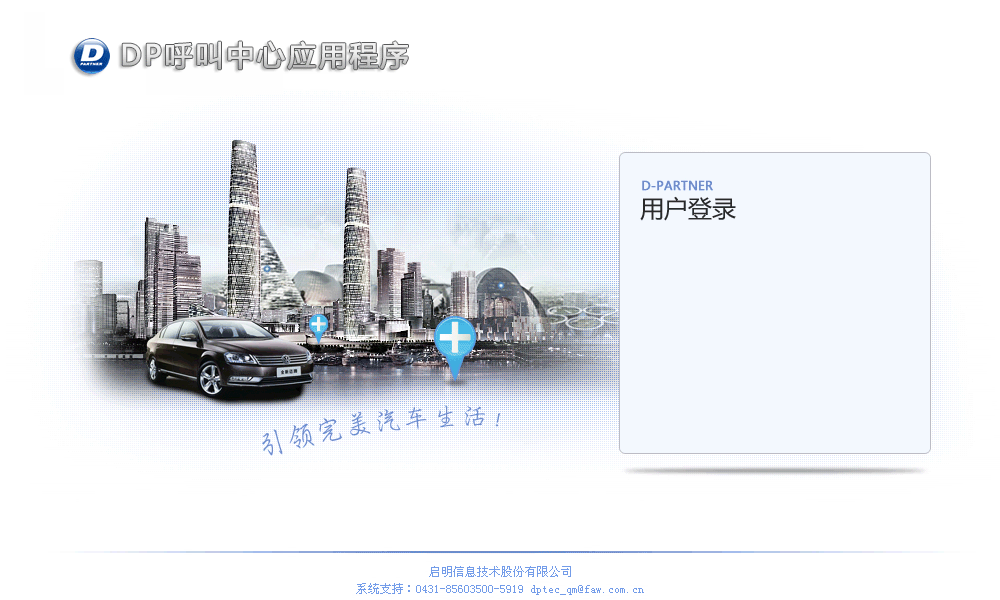 D
PARTNER
DP呼叫中心应用程序
D-PARTNER
用户登录
引领完美汽车生活!
启明信息技术股份有限公司
系统支持:0431-85603500-5919 dptec_qm@faw.com.cn